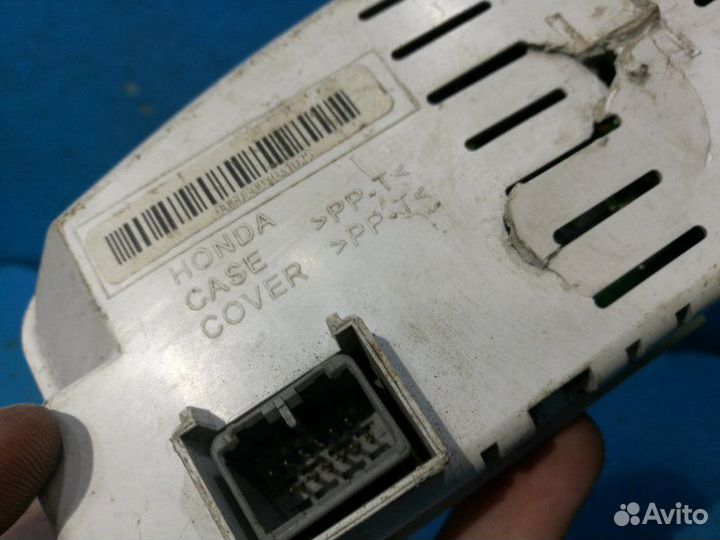 HONDA
CASE >PP-T<
COVER >PP-T<
Avito